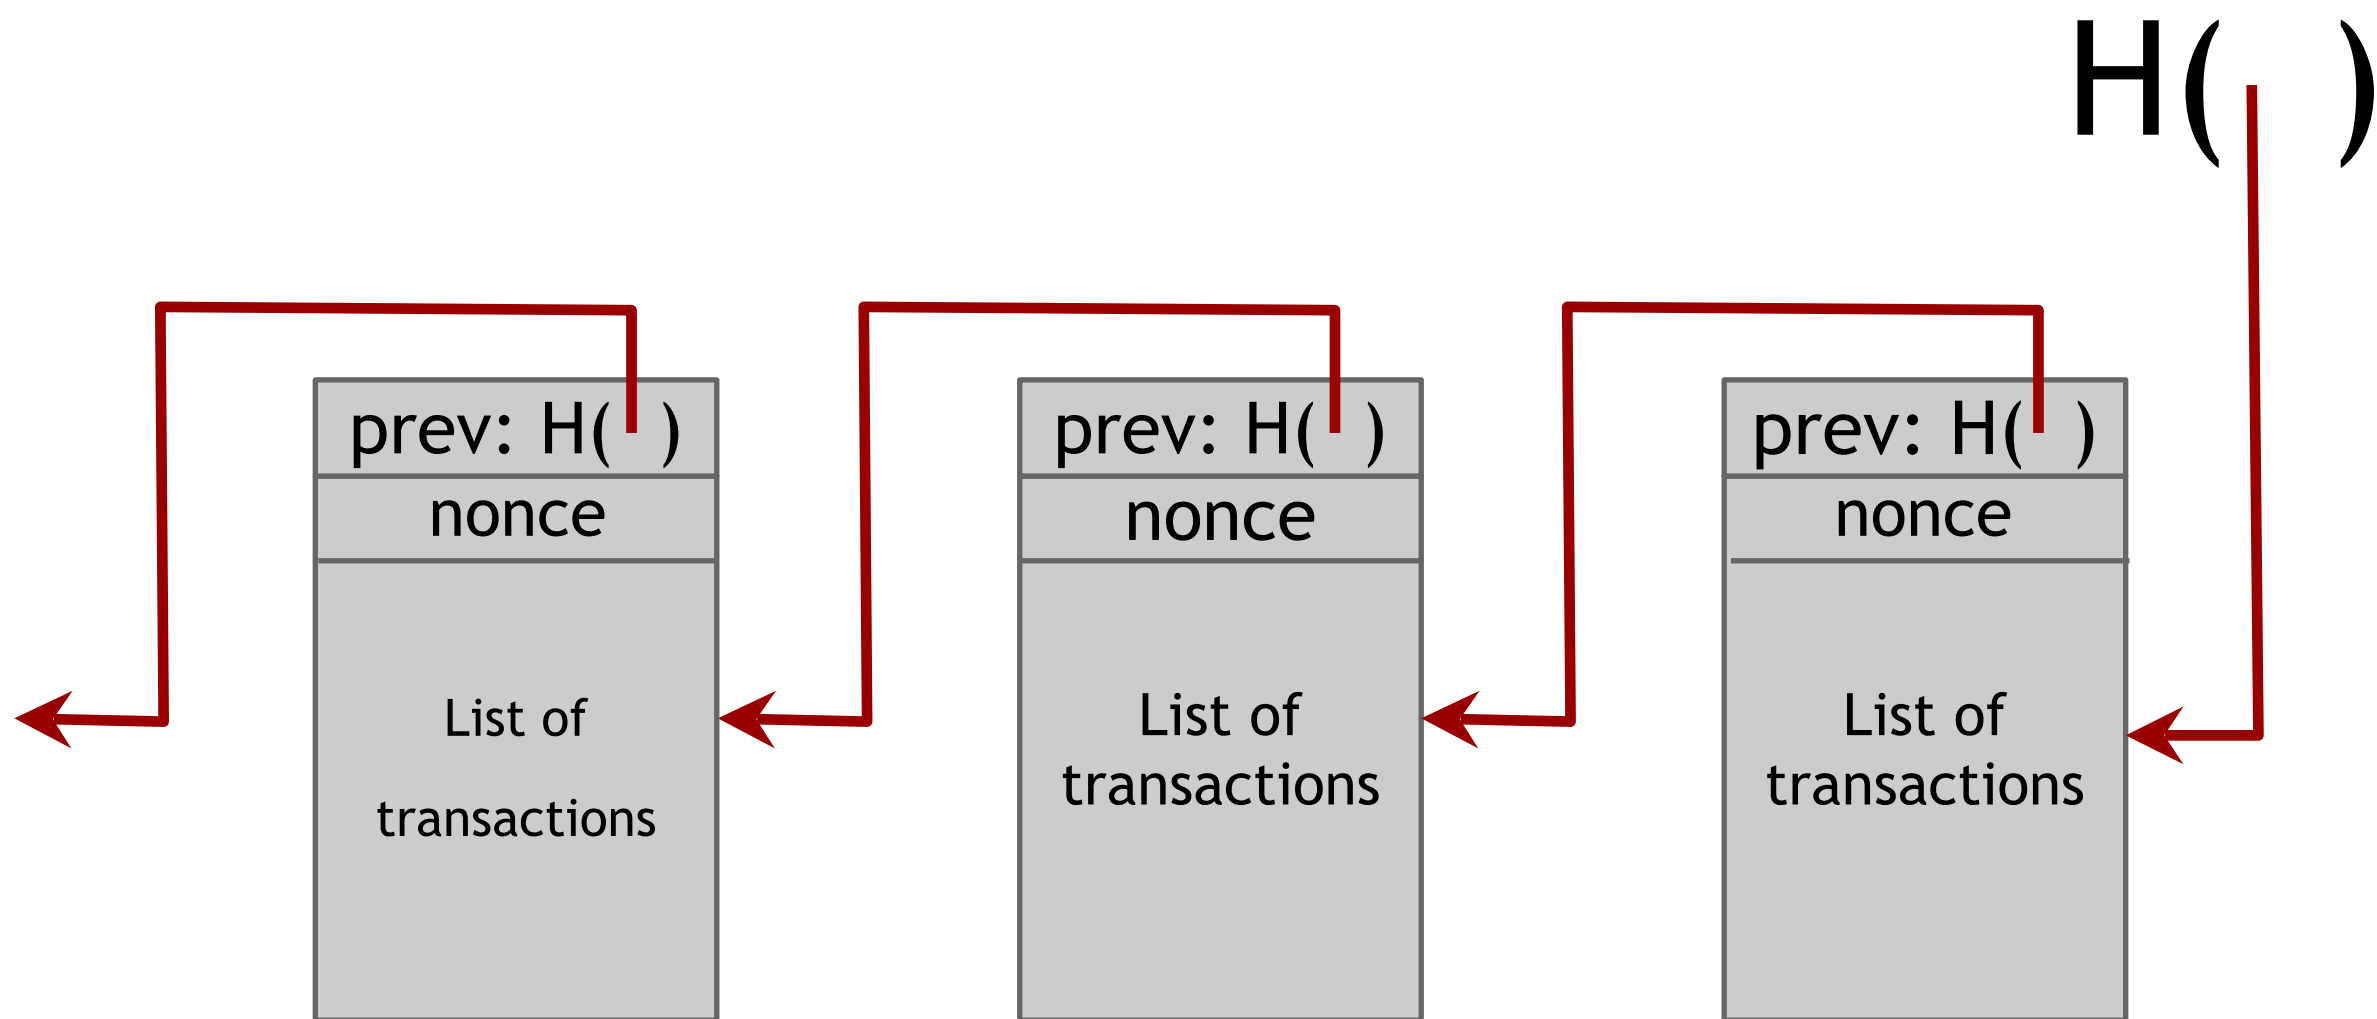 H( )
prev: H( )
nonce
List of
transactions
prev: H( )
nonce
List of
transactions
prev: H( )
nonce
List of
transactions